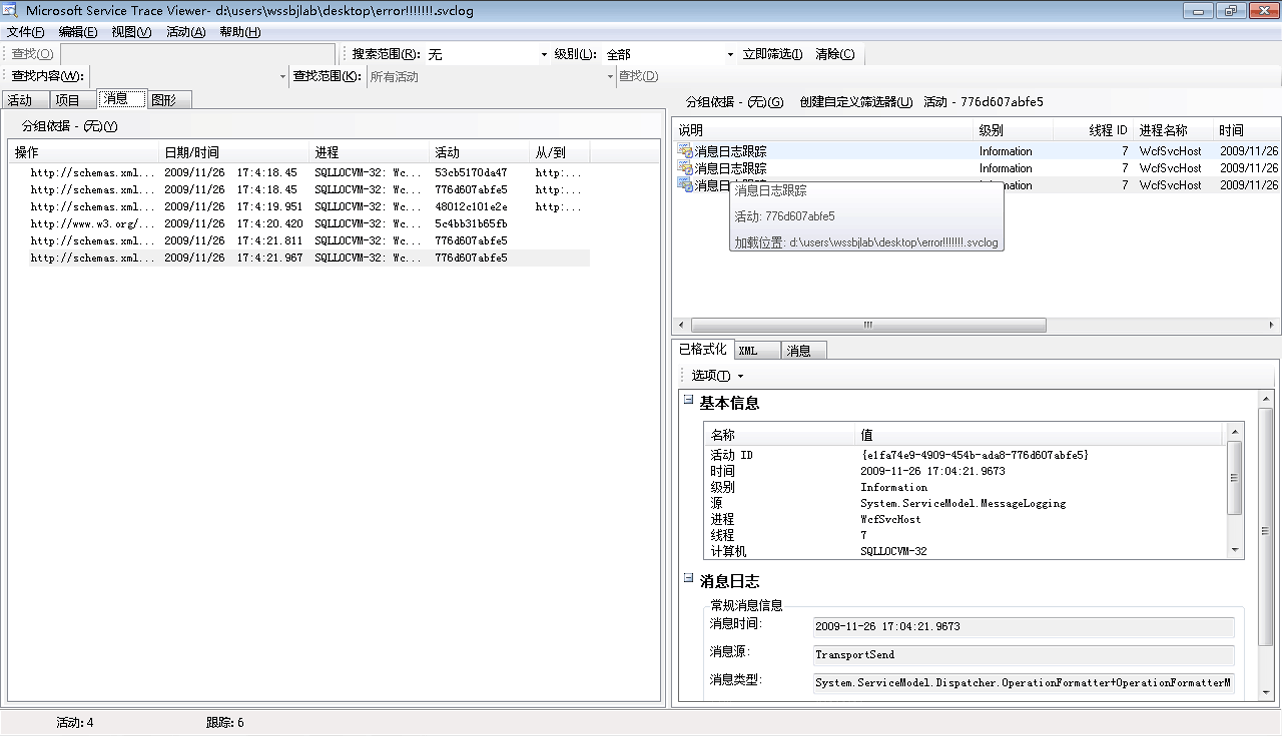 Microsoft Service Trace Viewer- d:\users\wssbjlab\desktop\error!!!!!!!.svclog
文件(F) 编辑(E) 视图(V) 活动(A) 帮助(H)
查找(O) 搜索范围(R): 无 级别(L): 全部 立即筛选(I) 清除(C)
查找内容(W): 查找范围(K): 所有活动 查找(D)
活动 项目 消息 图形
分组依据 - (无)(Y)
操作 日期/时间 进程 活动 从/到
http://schemas.xml... 2009/11/26 17:4:18.45 SQLLOCVM-32: Wc... 53cb5170da47 http:...
http://schemas.xml... 2009/11/26 17:4:18.45 SQLLOCVM-32: Wc... 776d607abfe5 http:...
http://schemas.xml... 2009/11/26 17:4:19.951 SQLLOCVM-32: Wc... 48012c101e2e http:...
http://www.w3.org/... 2009/11/26 17:4:20.420 SQLLOCVM-32: Wc... 5c4bb31b65fb
http://schemas.xml... 2009/11/26 17:4:21.811 SQLLOCVM-32: Wc... 776d607abfe5
http://schemas.xml... 2009/11/26 17:4:21.967 SQLLOCVM-32: Wc... 776d607abfe5
分组依据 - (无)(G) 创建自定义筛选器(U) 活动 - 776d607abfe5
说明 级别 线程 ID 进程名称 时间
消息日志跟踪 Information 7 WcfSvcHost 2009/11/26
消息日志跟踪 Information 7 WcfSvcHost 2009/11/26
消息日志跟踪 Information 7 WcfSvcHost 2009/11/26
消息日志跟踪
活动: 776d607abfe5
加载位置: d:\users\wssbjlab\desktop\error!!!!!!!.svclog
已格式化 XML 消息
选项(T)
基本信息
名称 值
活动 ID {e1fa74e9-4909-454b-ada8-776d607abfe5}
时间 2009-11-26 17:04:21.9673
级别 Information
源 System.ServiceModel.MessageLogging
进程 WcfSvcHost
线程 7
计算机 SQLLOCVM-32
消息日志
常规消息信息
消息时间: 2009-11-26 17:04:21.9673
消息源: TransportSend
消息类型: System.ServiceModel.Dispatcher.OperationFormatter+OperationFormatterM
活动: 4 跟踪: 6